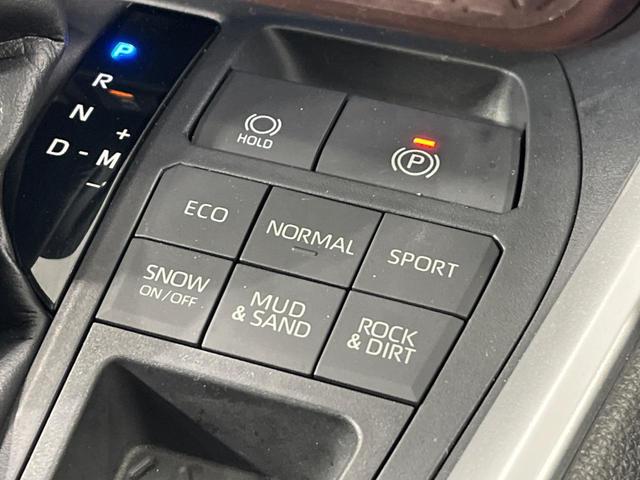 P
R
N
+
D - M
-
HOLD
(P)
ECO
NORMAL
SPORT
SNOW
ON/OFF
MUD
& SAND
ROCK
& DIRT